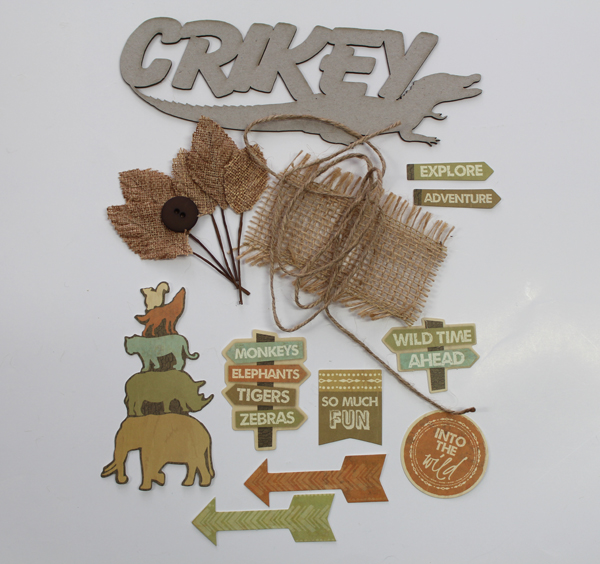 CRIKEY
EXPLORE
ADVENTURE
WILD TIME
AHEAD
MONKEYS
ELEPHANTS
TIGERS
ZEBRAS
SO MUCH
FUN
INTO
THE
wild